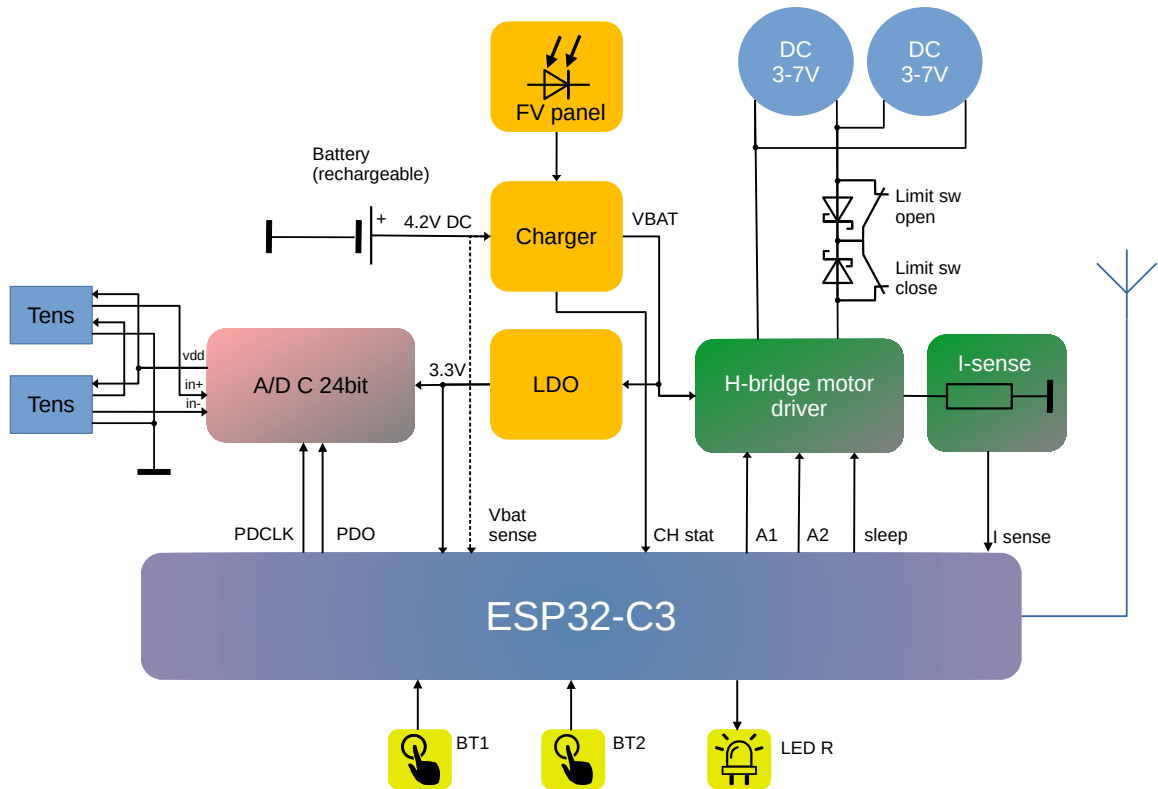 DC
3-7V
DC
3-7V
FV panel
Battery
(rechargeable)
+
4.2V DC
Charger
VBAT
Limit sw
open
Limit sw
close
Tens
Tens
vdd
in+
in-
A/D C 24bit
3.3V
LDO
H-bridge motor
driver
I-sense
PDCLK
PDO
Vbat
sense
CH stat
A1
A2
sleep
I sense
ESP32-C3
BT1
BT2
LED R